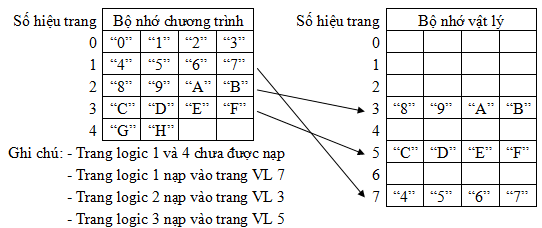 Số hiệu trang Bộ nhớ chương trình Số hiệu trang Bộ nhớ vật lý
0 “0” “1” “2” “3” 0
1 “4” “5” “6” “7” 1
2 “8” “9” “A” “B” 2
3 “C” “D” “E” “F” 3 “8” “9” “A” “B”
4 “G” “H” 4
Ghi chú: - Trang logic 1 và 4 chưa được nạp 5 “C” “D” “E” “F”
- Trang logic 1 nạp vào trang VL 7 6
- Trang logic 2 nạp vào trang VL 3 7 “4” “5” “6” “7”
- Trang logic 3 nạp vào trang VL 5